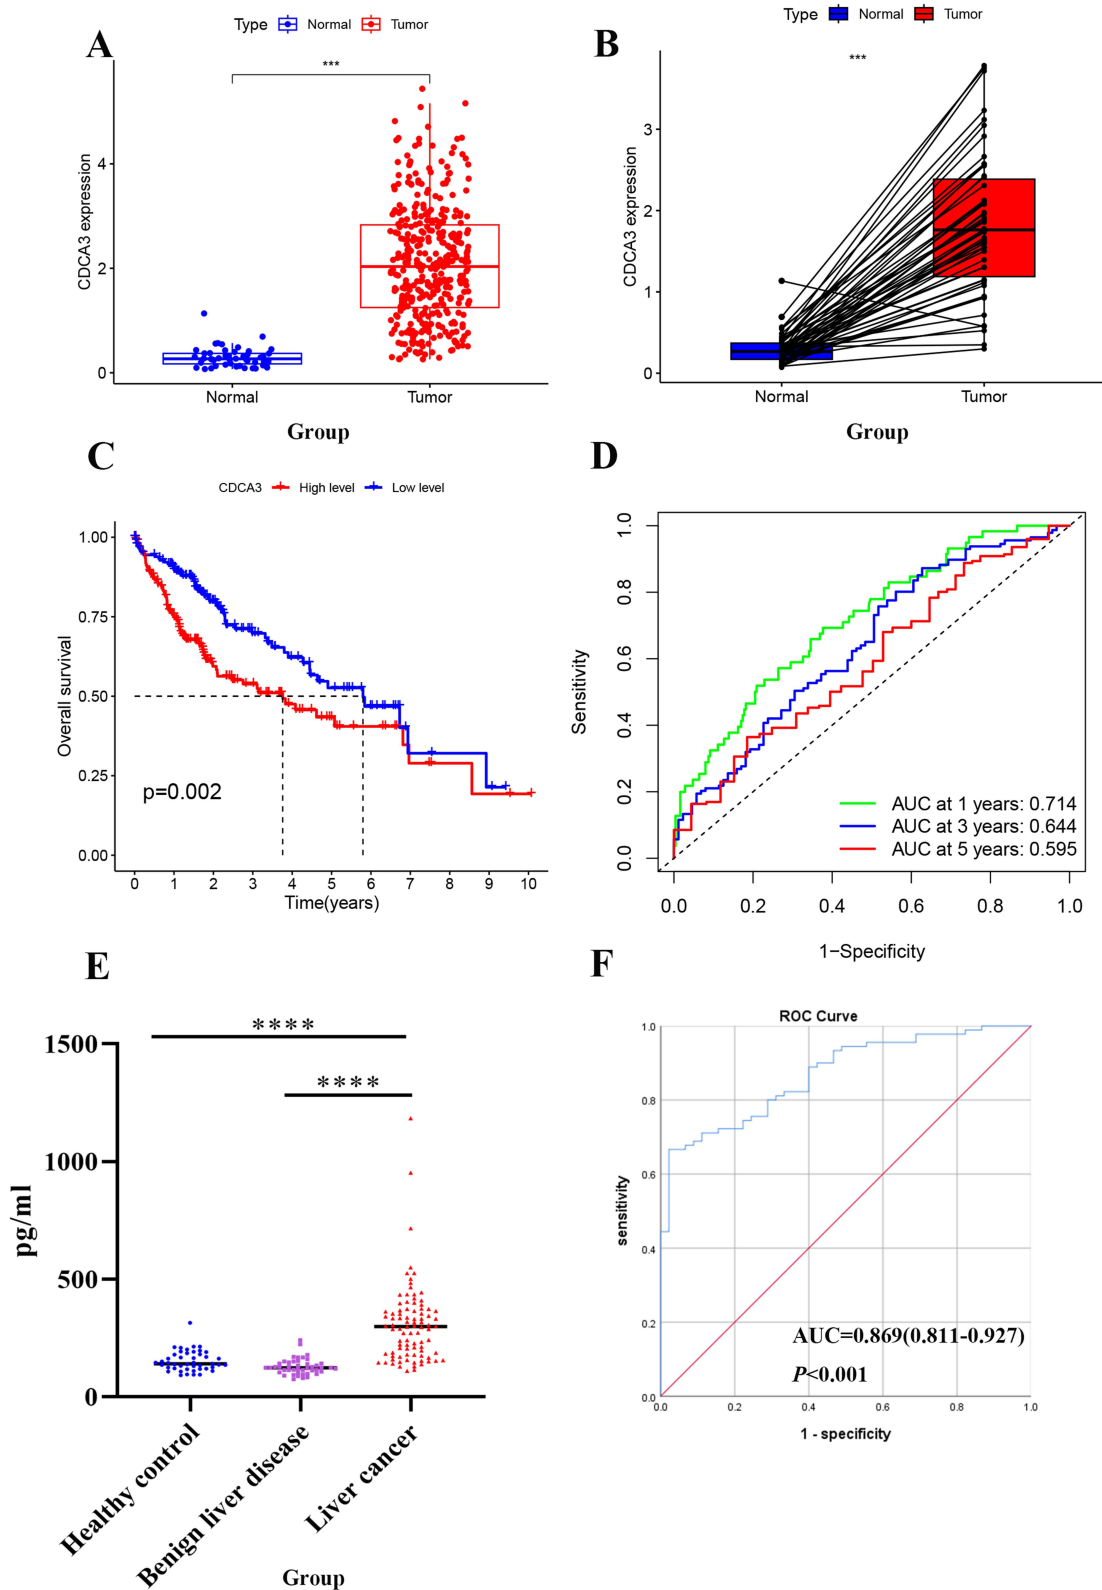 A
Type Normal Tumor
***
CDCA3 expression
4
2
0
Normal Tumor
Group
B
Type Normal Tumor
***
CDCA3 expression
3
2
1
0
Normal Tumor
Group
C
CDCA3 High level Low level
Overall survival
1.00
0.75
0.50
0.25
0.00
p=0.002
0 1 2 3 4 5 6 7 8 9 10
Time(years)
D
Sensitivity
1.0
0.8
0.6
0.4
0.2
0.0
AUC at 1 years: 0.714
AUC at 3 years: 0.644
AUC at 5 years: 0.595
0.0 0.2 0.4 0.6 0.8 1.0
1−Specificity
E
****
****
pg/ml
1500
1000
500
0
Healthy control
Benign liver disease
Liver cancer
Group
F
ROC Curve
sensitivity
1.0
0.8
0.6
0.4
0.2
0.0
AUC=0.869(0.811-0.927)
P<0.001
0.0 0.2 0.4 0.6 0.8 1.0
1 - specificity